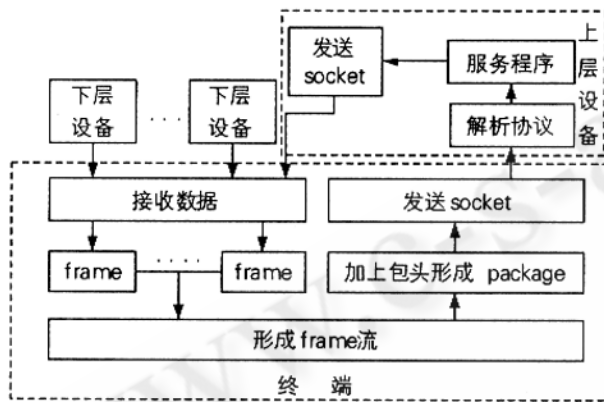 发送
socket
服务程序
上
层
设
备
下层
设备
. . . .
下层
设备
解析协议
接收数据
发送 socket
frame
. . . .
frame
加上包头形成 package
形成 frame流
终 端